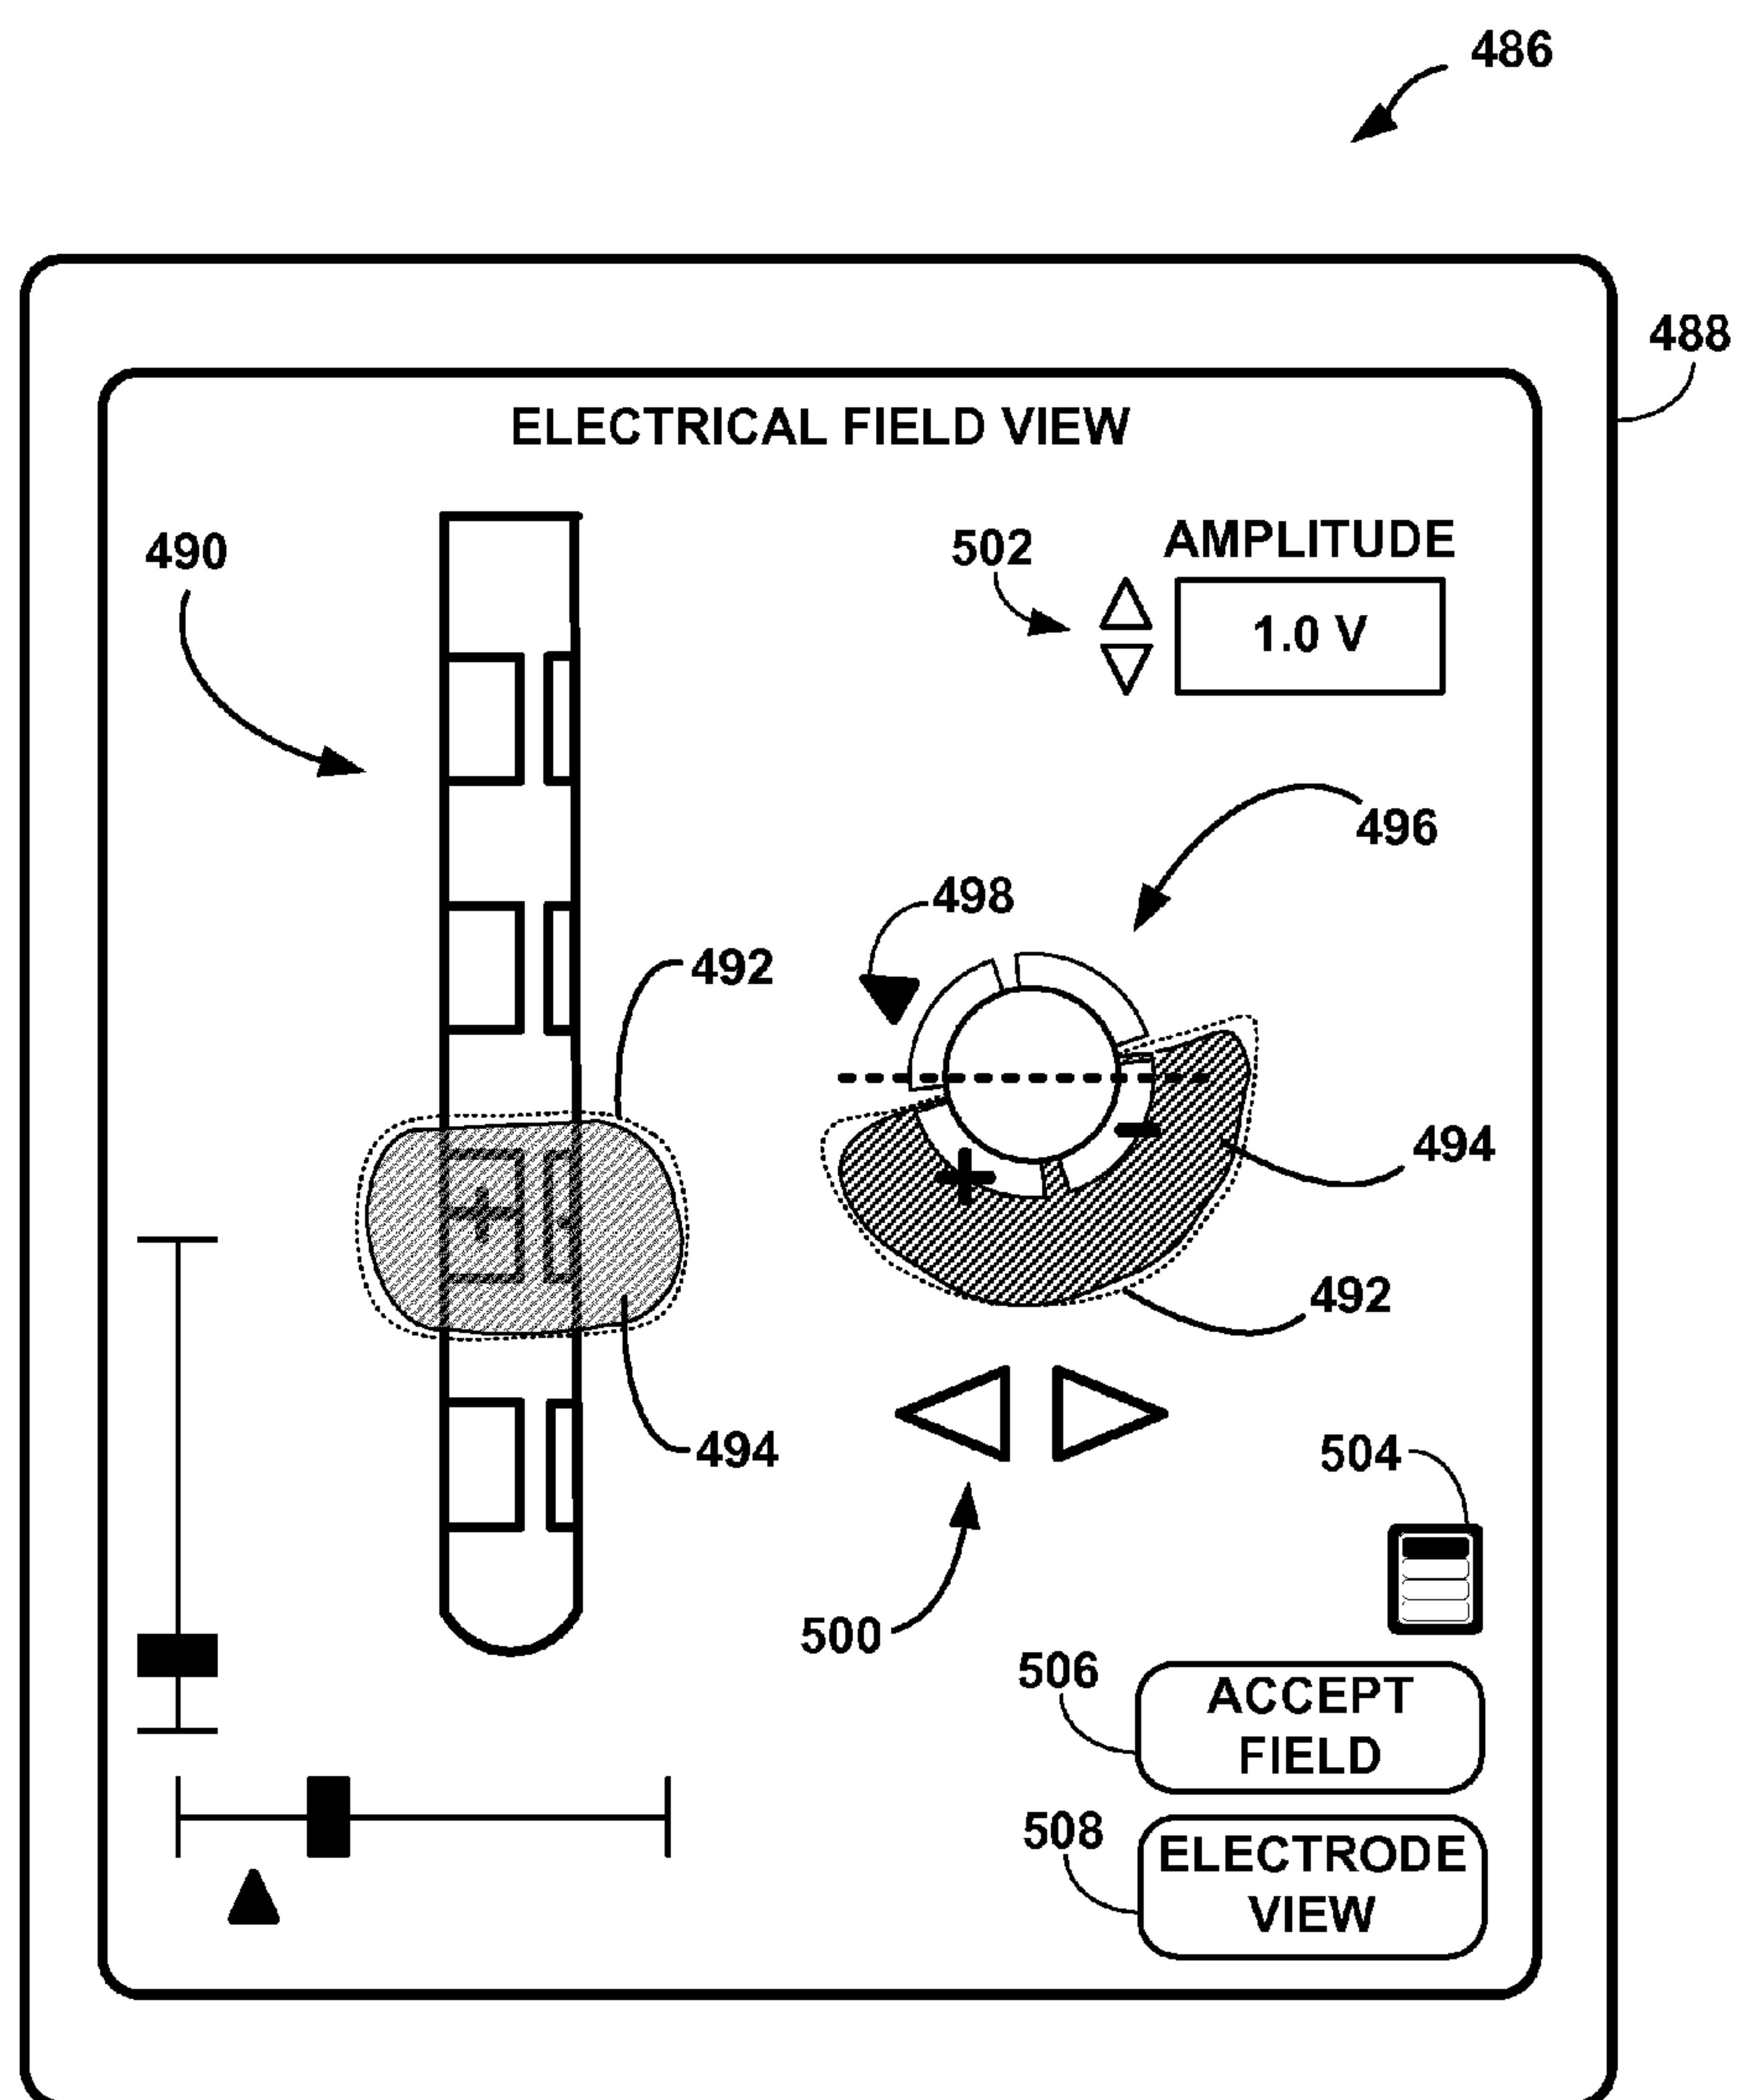 486
488
ELECTRICAL FIELD VIEW
490
502
AMPLITUDE
1.0 V
496
498
492
494
492
494
500
504
506
ACCEPT
FIELD
508
ELECTRODE
VIEW